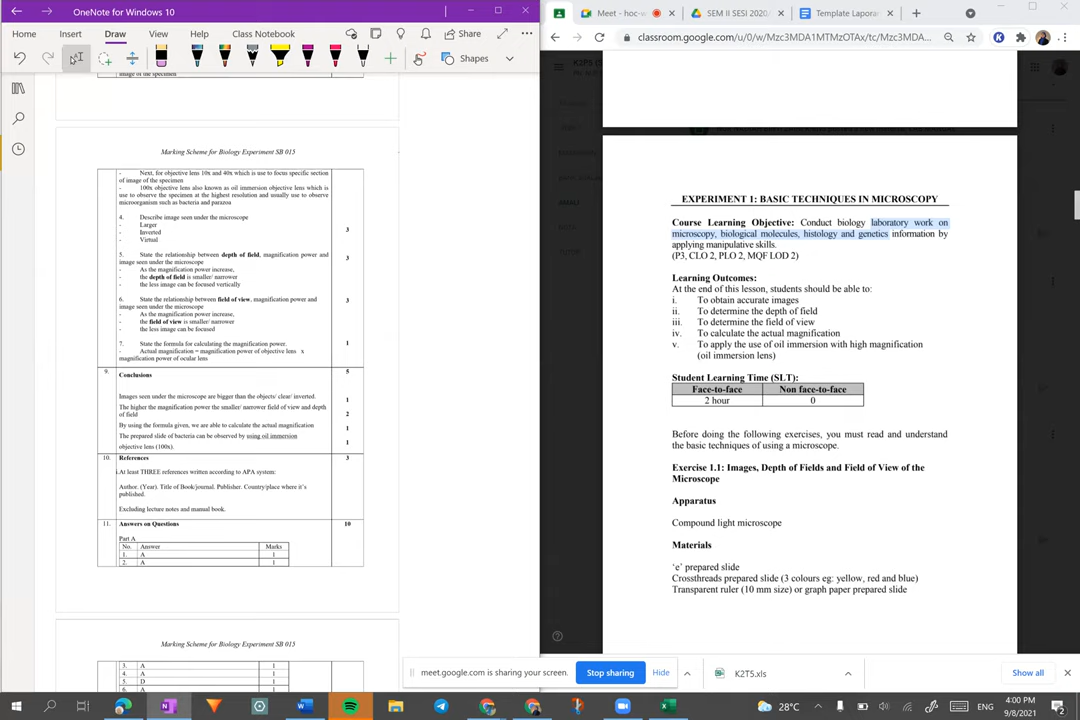 OneNote for Windows 10
Home
Insert
Draw
View
Help
Class Notebook
Share
Shapes
image of the specimen
Marking Scheme for Biology Experiment SB 015
- Next, for objective lens 10x and 40x which is use to focus specific section
of image of the specimen
- 100x objective lens also known as oil immersion objective lens which is
use to observe the specimen at the highest resolution and usually use to observe
microorganism such as bacteria and parazoa
4. Describe image seen under the microscope
- Larger
- Inverted
- Virtual
3
5. State the relationship between depth of field, magnification power and
image seen under the microscope
- As the magnification power increase,
- the depth of field is smaller/ narrower
- the less image can be focused vertically
3
6. State the relationship between field of view, magnification power and
image seen under the microscope
- As the magnification power increase,
- the field of view is smaller/ narrower
- the less image can be focused
3
7. State the formula for calculating the magnification power.
- Actual magnification = magnification power of objective lens x
magnification power of ocular lens
1
9. Conclusions 5
Images seen under the microscope are bigger than the objects/ clear/ inverted. 1
The higher the magnification power the smaller/ narrower field of view and depth
of field 2
By using the formula given, we are able to calculate the actual magnification 1
The prepared slide of bacteria can be observed by using oil immersion
objective lens (100x). 1
10. References 3
At least THREE references written according to APA system:
Author. (Year). Title of Book/journal. Publisher. Country/place where it's
published.
Excluding lecture notes and manual book.
11. Answers on Questions 10
Part A
No. Answer Marks
1. A 1
2. A 1
Marking Scheme for Biology Experiment SB 015
3. A 1
4. A 1
5. D 1
6. A 1
Meet - hoc-w
SEM II SESI 2020/
Template Laporan
classroom.google.com/u/0/w/Mzc3MDA1MTMzOTAx/tc/Mzc3MDA...
EXPERIMENT 1: BASIC TECHNIQUES IN MICROSCOPY
Course Learning Objective: Conduct biology laboratory work on
microscopy, biological molecules, histology and genetics information by
applying manipulative skills.
(P3, CLO 2, PLO 2, MQF LOD 2)
Learning Outcomes:
At the end of this lesson, students should be able to:
i. To obtain accurate images
ii. To determine the depth of field
iii. To determine the field of view
iv. To calculate the actual magnification
v. To apply the use of oil immersion with high magnification
(oil immersion lens)
Student Learning Time (SLT):
Face-to-face Non face-to-face
2 hour 0
Before doing the following exercises, you must read and understand
the basic techniques of using a microscope.
Exercise 1.1: Images, Depth of Fields and Field of View of the
Microscope
Apparatus
Compound light microscope
Materials
'e' prepared slide
Crossthreads prepared slide (3 colours eg: yellow, red and blue)
Transparent ruler (10 mm size) or graph paper prepared slide
meet.google.com is sharing your screen.
Stop sharing
Hide
K2T5.xls
Show all
28°C
ENG
4:00 PM
9/8/2021
2